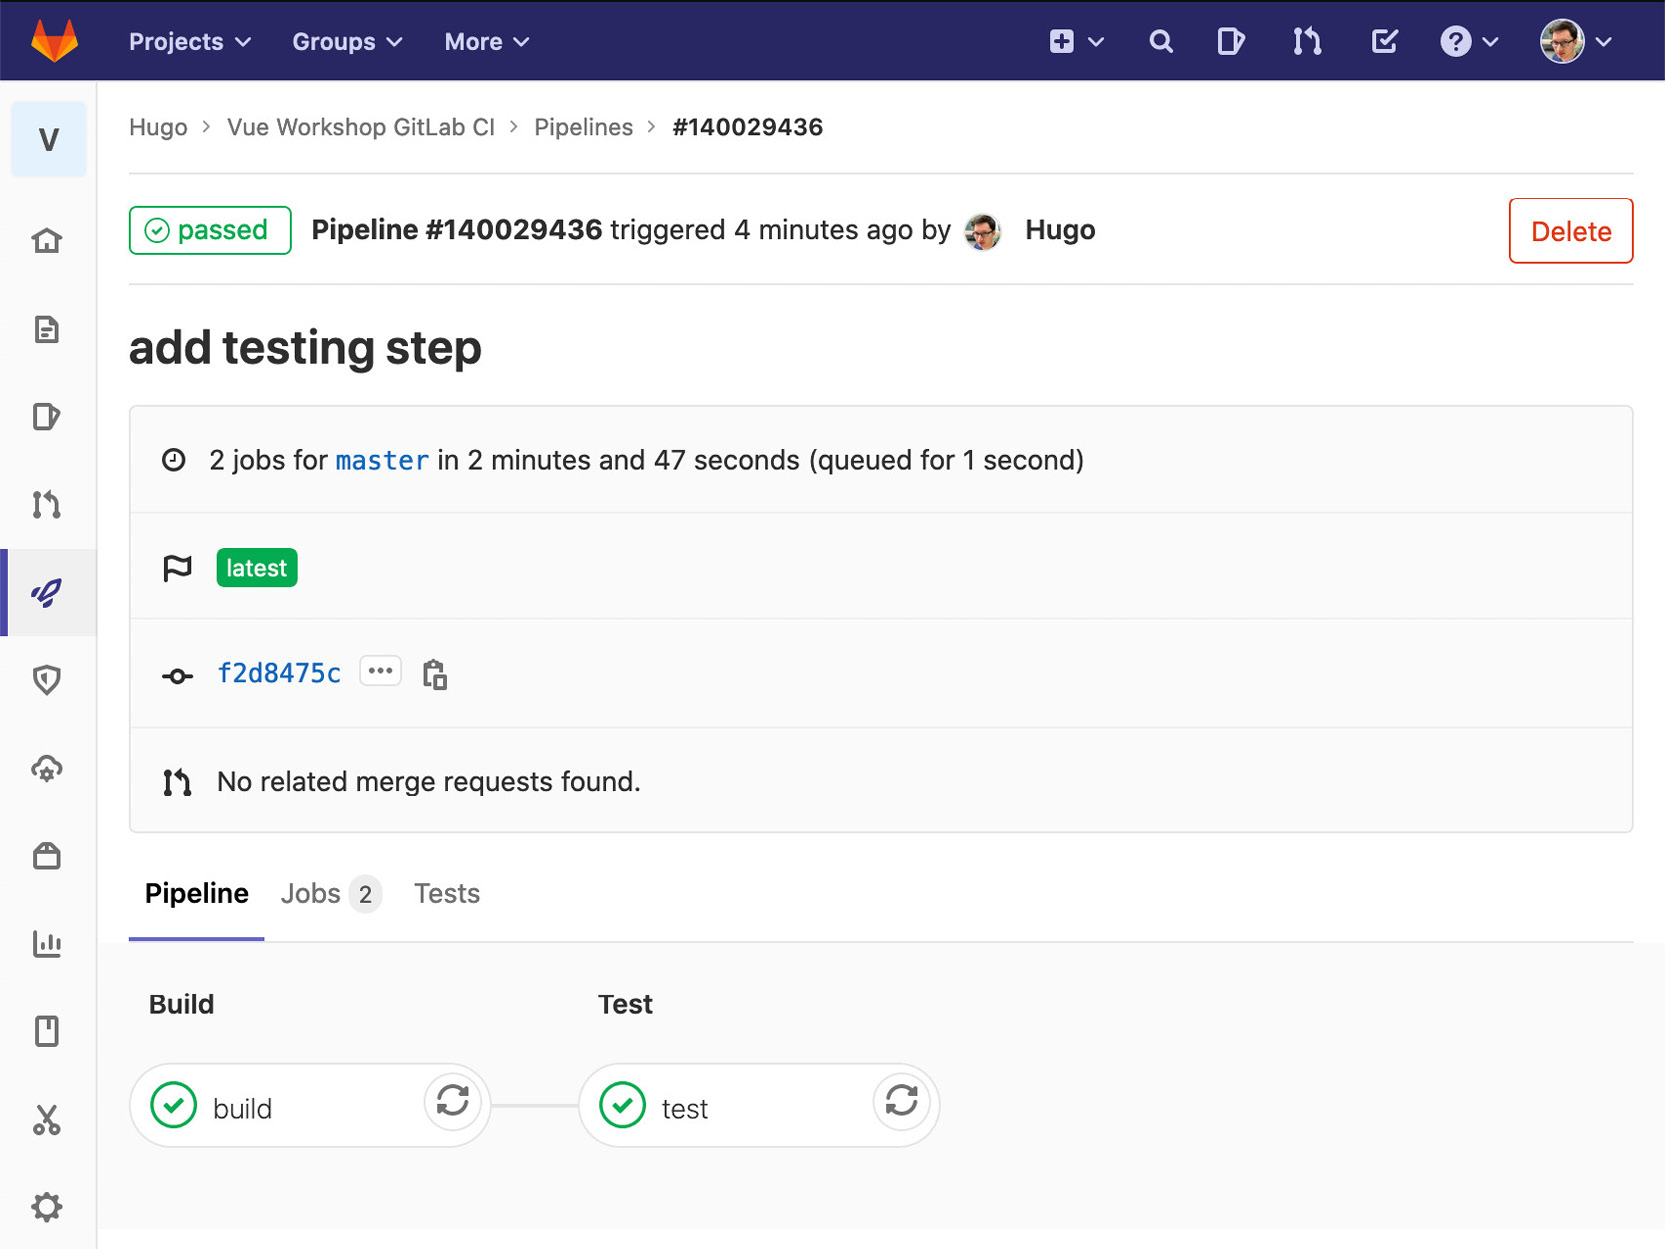 Projects Groups More
V
Hugo > Vue Workshop GitLab CI > Pipelines > #140029436
passed Pipeline #140029436 triggered 4 minutes ago by Hugo Delete
add testing step
2 jobs for master in 2 minutes and 47 seconds (queued for 1 second)
latest
f2d8475c ...
No related merge requests found.
Pipeline Jobs 2 Tests
Build Test
build test